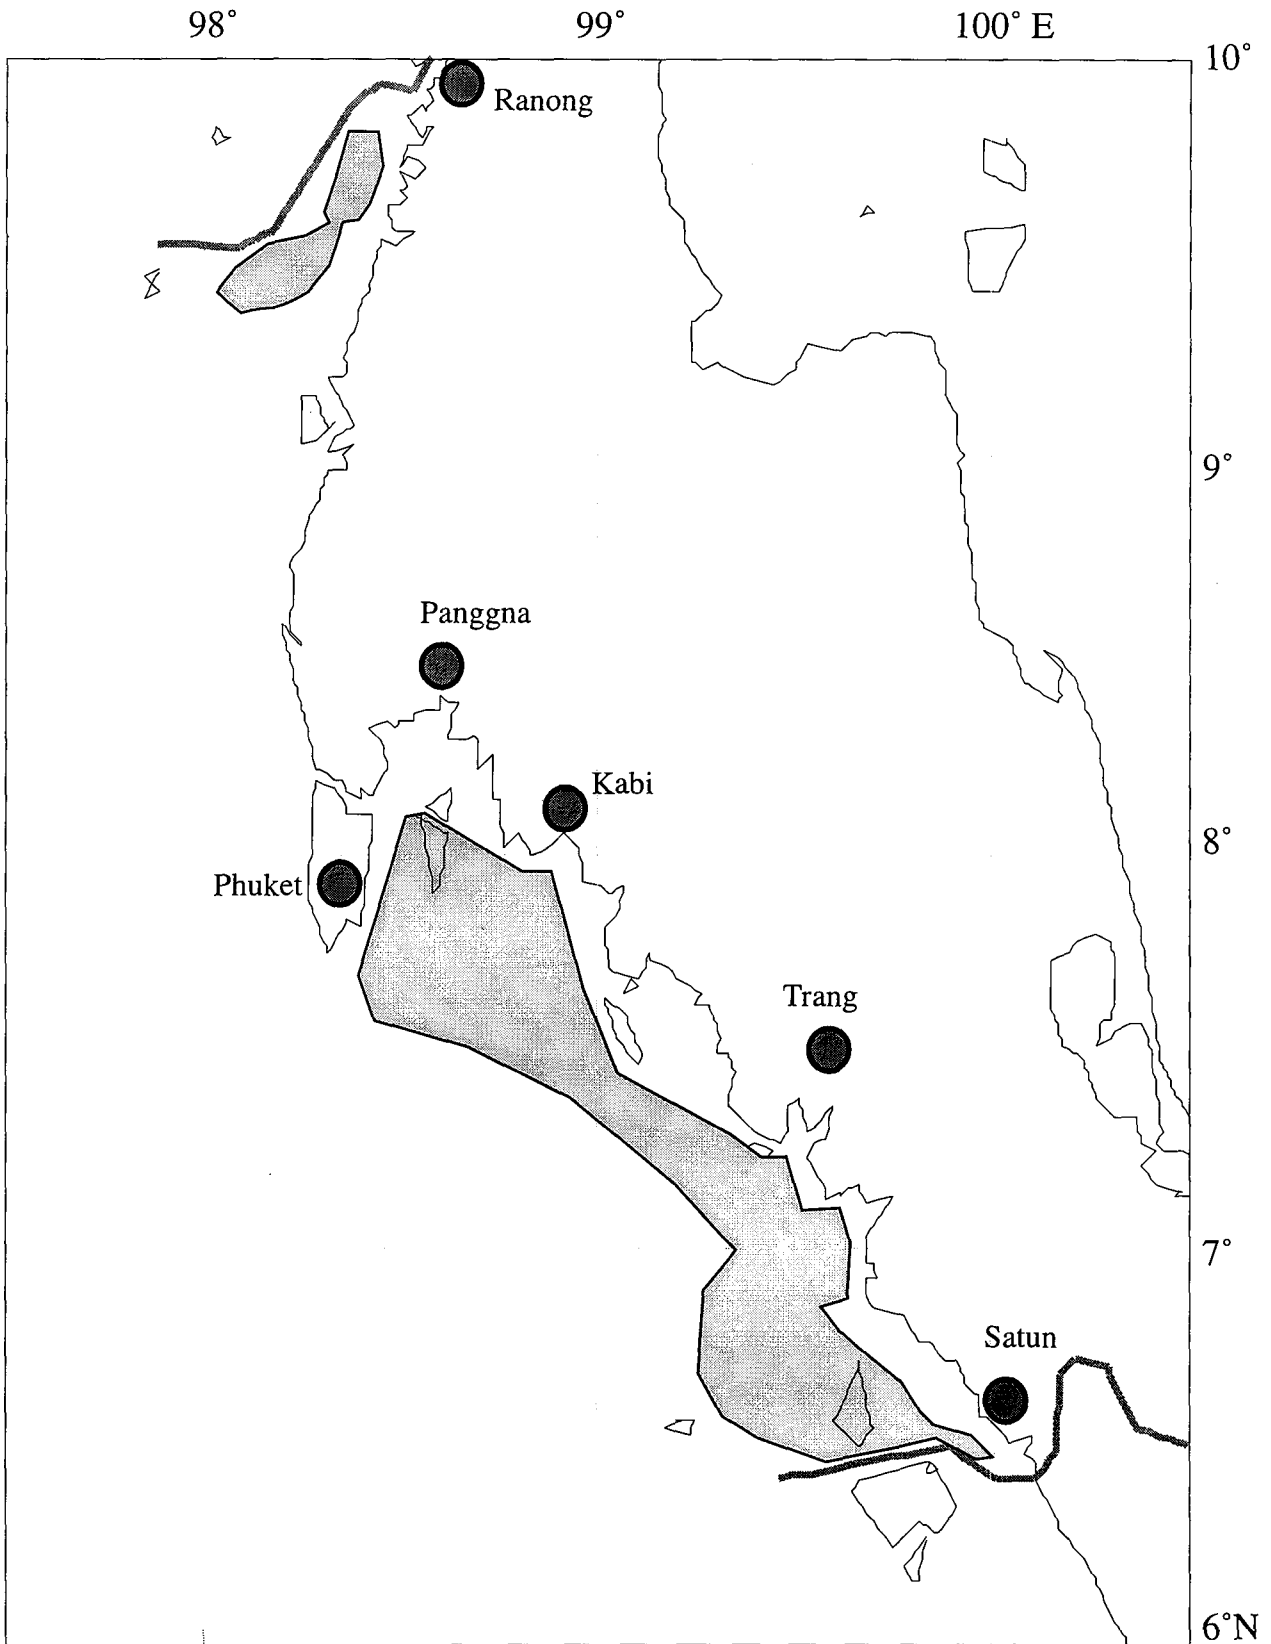 98°
99°
100° E
10°
Ranong
9°
Panggna
Kabi
8°
Phuket
Trang
7°
Satun
6°N